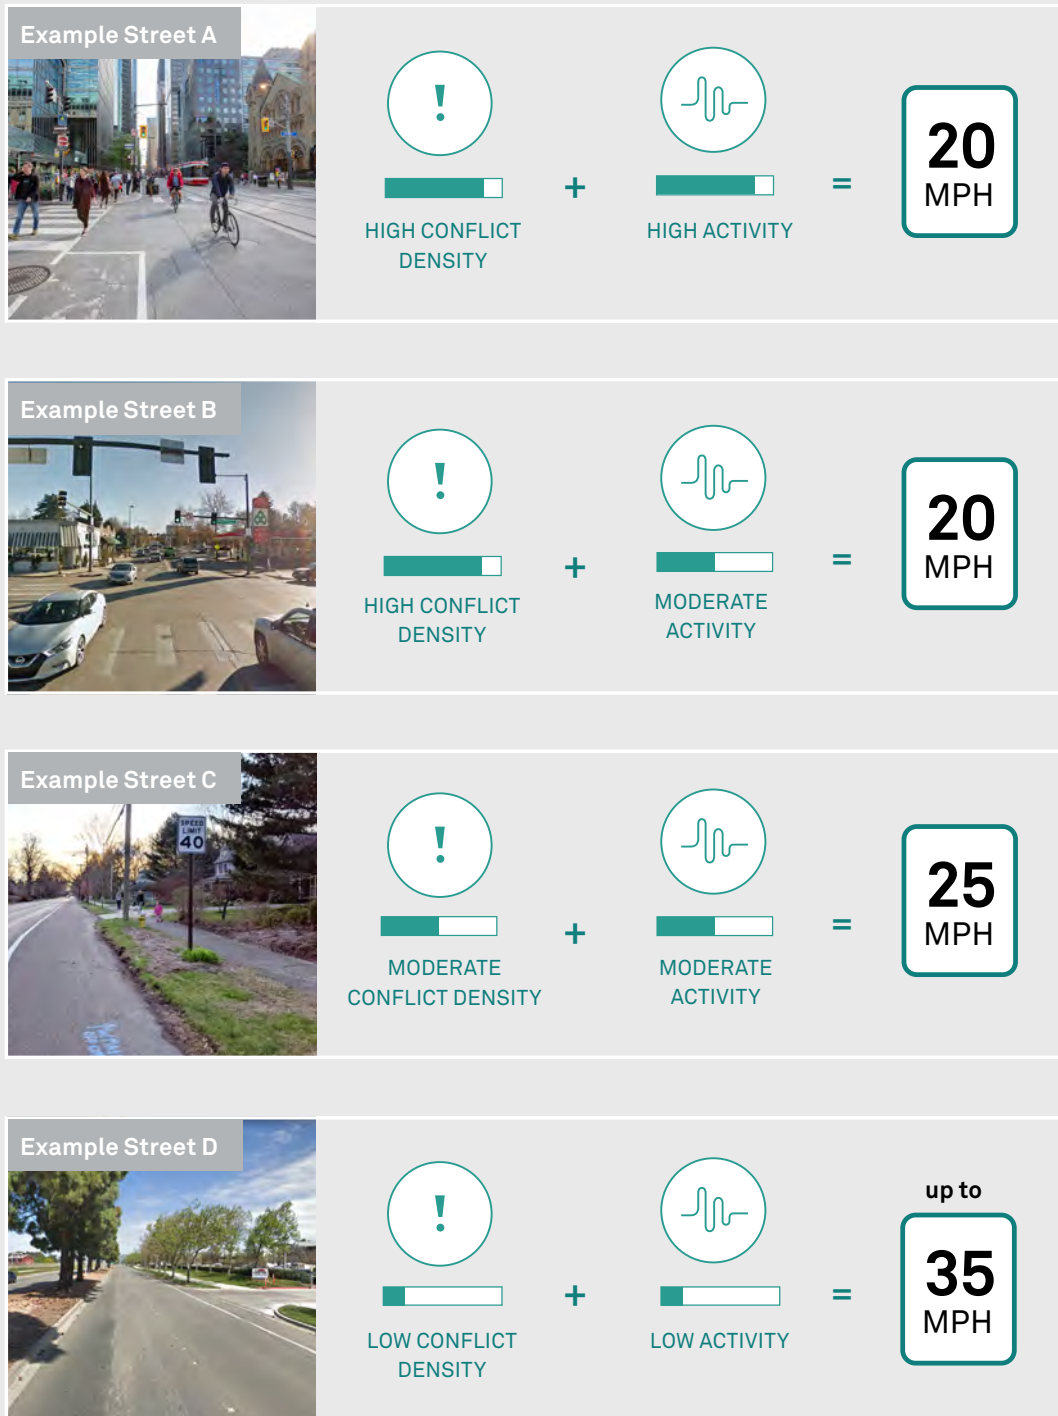 Example Street A
!
HIGH CONFLICT
DENSITY
+
HIGH ACTIVITY
=
20
MPH
Example Street B
!
HIGH CONFLICT
DENSITY
+
MODERATE
ACTIVITY
=
20
MPH
Example Street C
SPEED
LIMIT
40
!
MODERATE
CONFLICT DENSITY
+
MODERATE
ACTIVITY
=
25
MPH
Example Street D
!
LOW CONFLICT
DENSITY
+
LOW ACTIVITY
=
up to
35
MPH